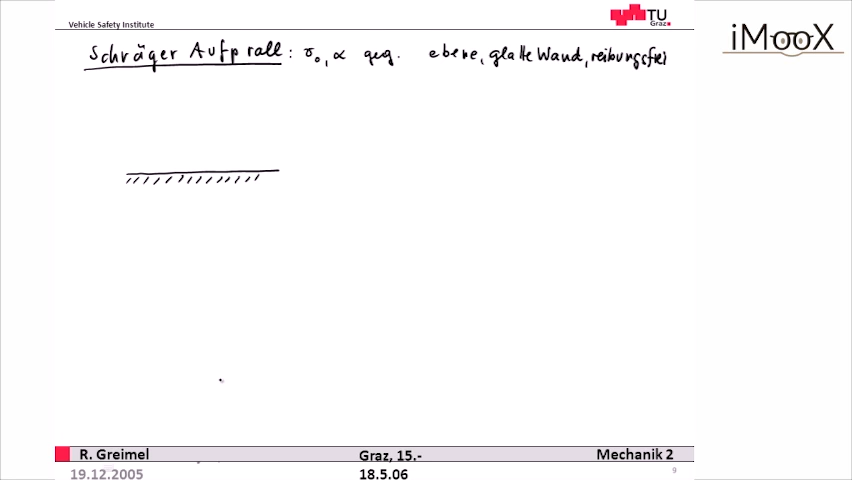 Vehicle Safety Institute
TU
Graz
iMooX
Schräger Aufprall: v₀, α geg. ebene, glatte Wand, reibungsfrei
R. Greimel Graz, 15.- Mechanik 2
19.12.2005 18.5.06 9